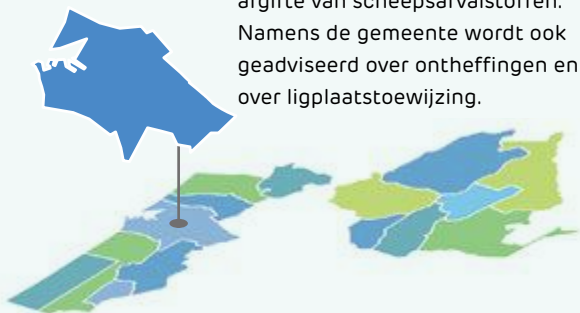 afgifte van scheepsafvalstoffen.
Namens de gemeente wordt ook
geadviseerd over ontheffingen en
over ligplaatstoewijzing.